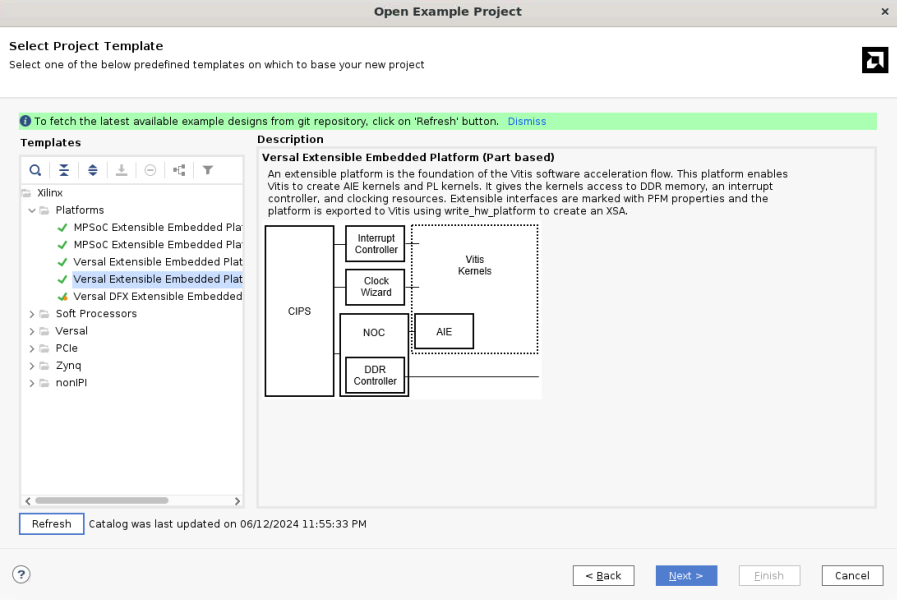 Open Example Project
×
Select Project Template
Select one of the below predefined templates on which to base your new project
To fetch the latest available example designs from git repository, click on 'Refresh' button. Dismiss
Templates
Xilinx
Platforms
MPSoC Extensible Embedded Pla
MPSoC Extensible Embedded Pla
Versal Extensible Embedded Plat
Versal Extensible Embedded Plat
Versal DFX Extensible Embedded
Soft Processors
Versal
PCIe
Zynq
nonIPI
Description
Versal Extensible Embedded Platform (Part based)
An extensible platform is the foundation of the Vitis software acceleration flow. This platform enables
Vitis to create AIE kernels and PL kernels. It gives the kernels access to DDR memory, an interrupt
controller, and clocking resources. Extensible interfaces are marked with PFM properties and the
platform is exported to Vitis using write_hw_platform to create an XSA.
CIPS
Interrupt
Controller
Clock
Wizard
NOC
DDR
Controller
Vitis
Kernels
AIE
Refresh
Catalog was last updated on 06/12/2024 11:55:33 PM
?
< Back
Next >
Finish
Cancel